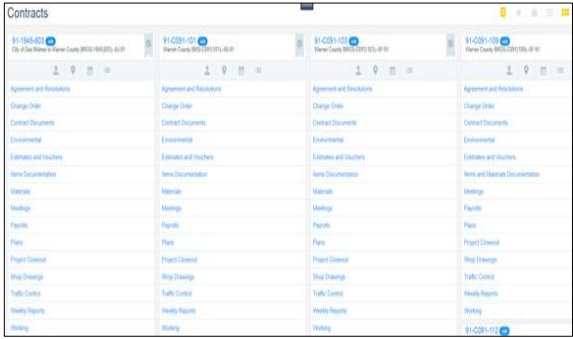 Contracts
91-1945-803
City of Des Moines in Warren County
91-C091-101
Warren County
91-C091-103
Warren County
91-C091-109
Warren County
Agreement and Resolutions
Change Order
Contract Documents
Environmental
Estimates and Vouchers
Items Documentation
Materials
Meetings
Payrolls
Plans
Project Closeout
Shop Drawings
Traffic Control
Weekly Reports
Working
Agreement and Resolutions
Change Order
Contract Documents
Environmental
Estimates and Vouchers
Items Documentation
Materials
Meetings
Payrolls
Plans
Project Closeout
Shop Drawings
Traffic Control
Weekly Reports
Working
Agreement and Resolutions
Change Order
Contract Documents
Environmental
Estimates and Vouchers
Items Documentation
Materials
Meetings
Payrolls
Plans
Project Closeout
Shop Drawings
Traffic Control
Weekly Reports
Working
Agreement and Resolutions
Change Order
Contract Documents
Environmental
Estimates and Vouchers
Items and Materials Documentation
Meetings
Payrolls
Plans
Project Closeout
Shop Drawings
Traffic Control
Weekly Reports
Working
91-C091-112